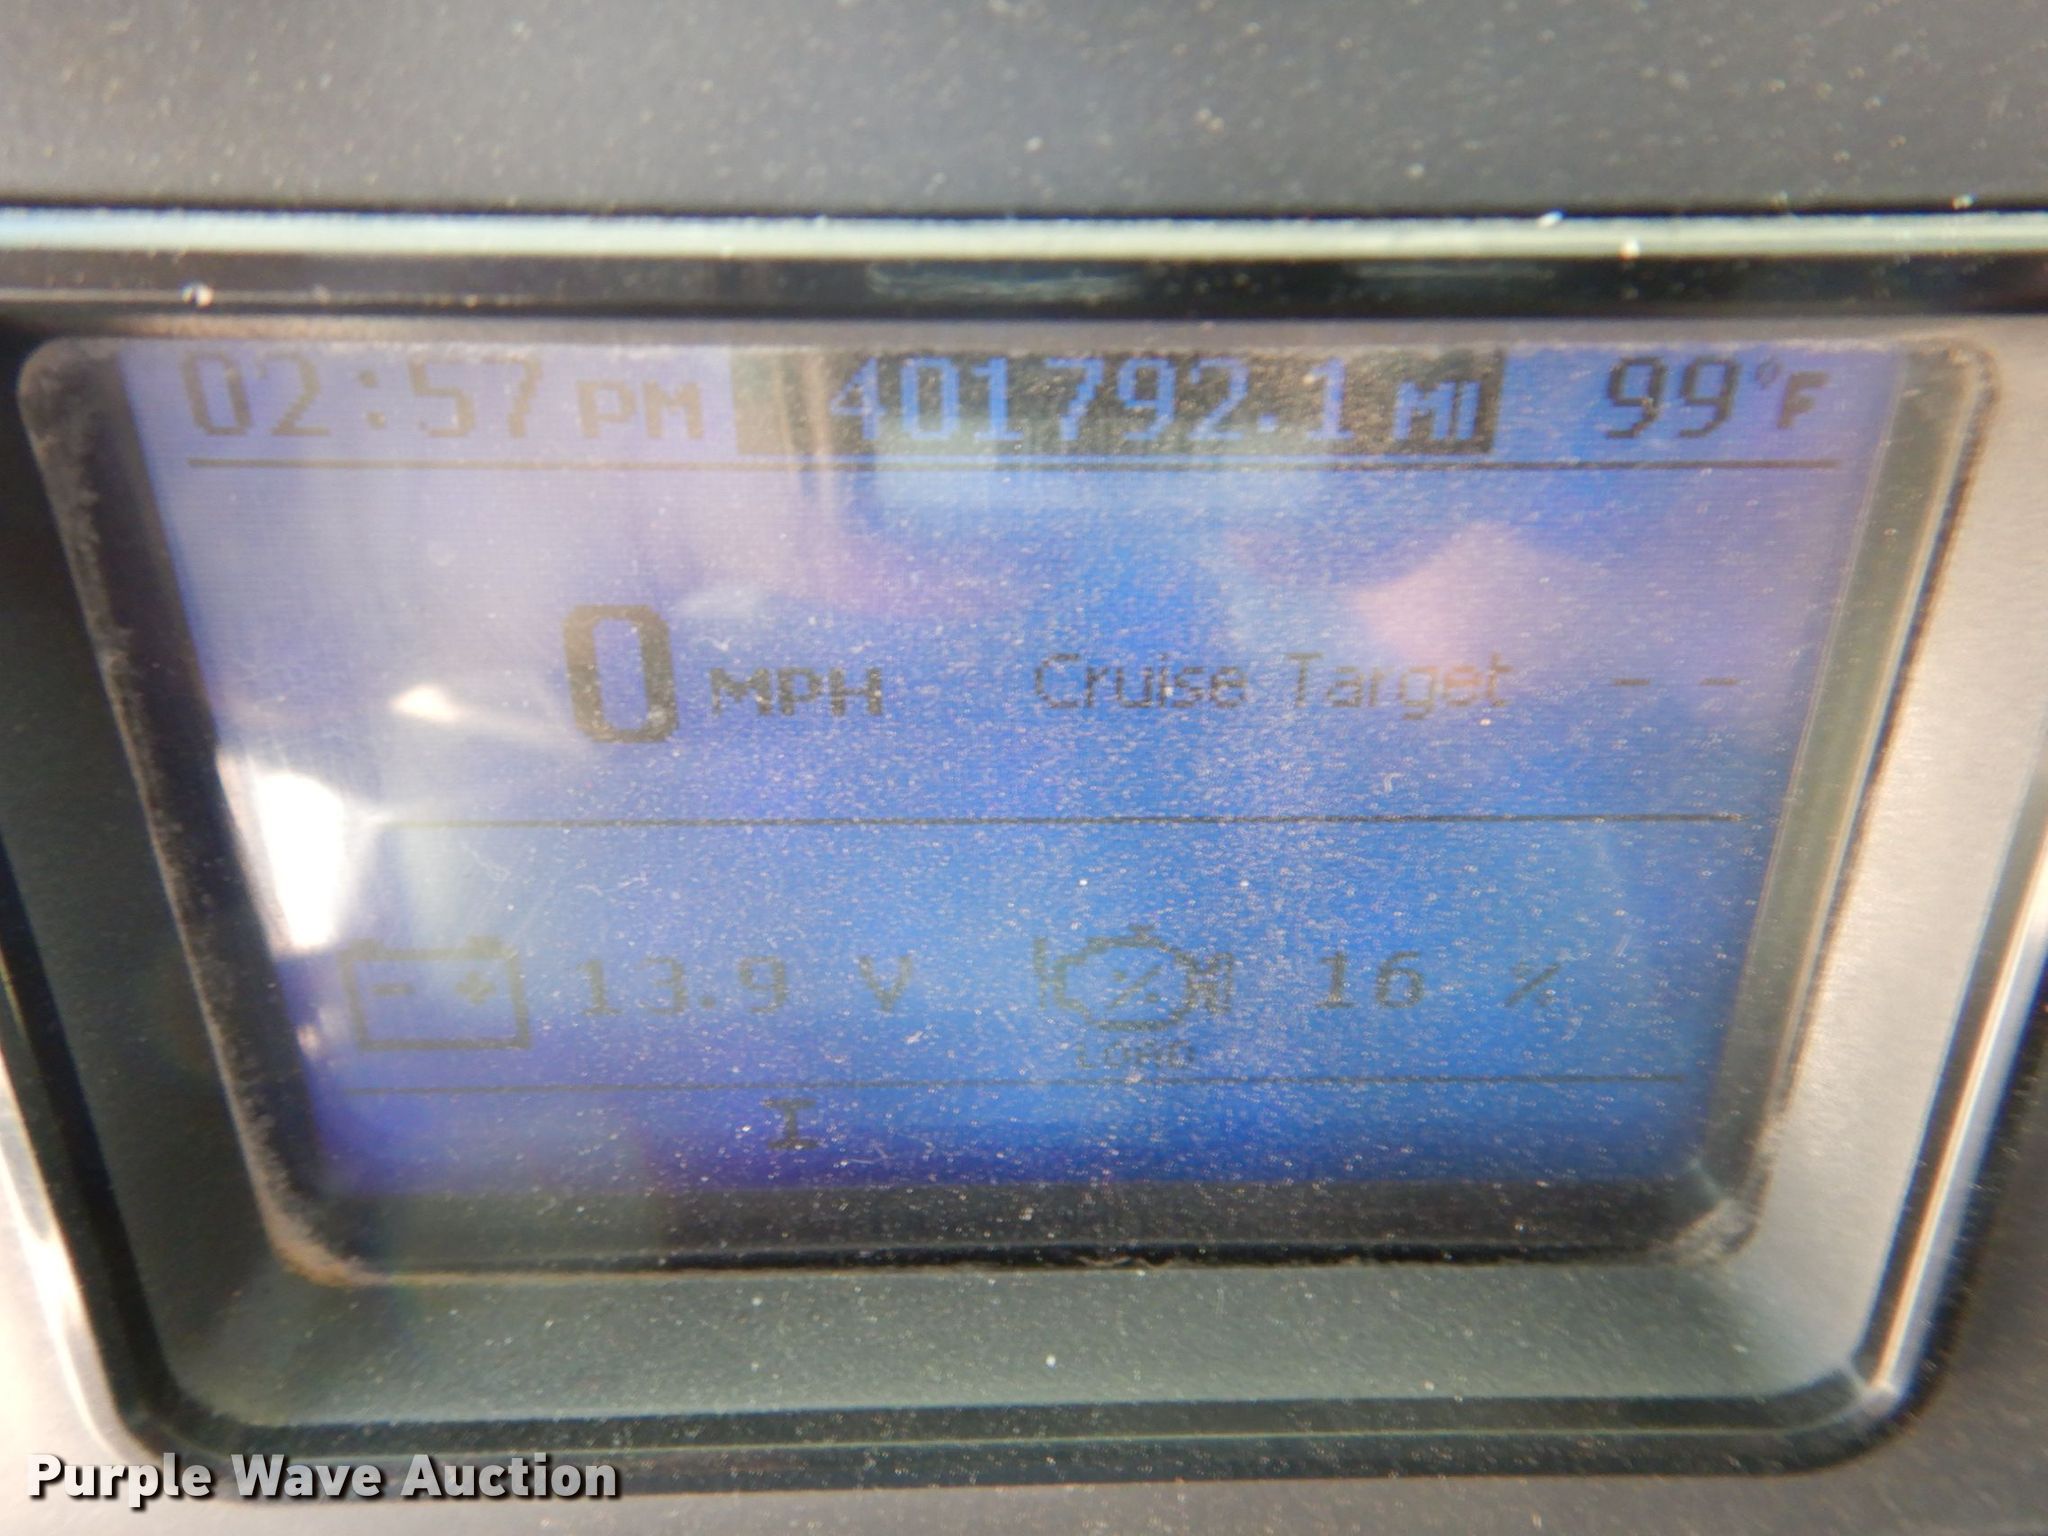 02:57 PM 401792.1 MI 99°F
0 MPH Cruise Target - -
- + 13.9 V % 16 %
LOAD
I
Purple Wave Auction